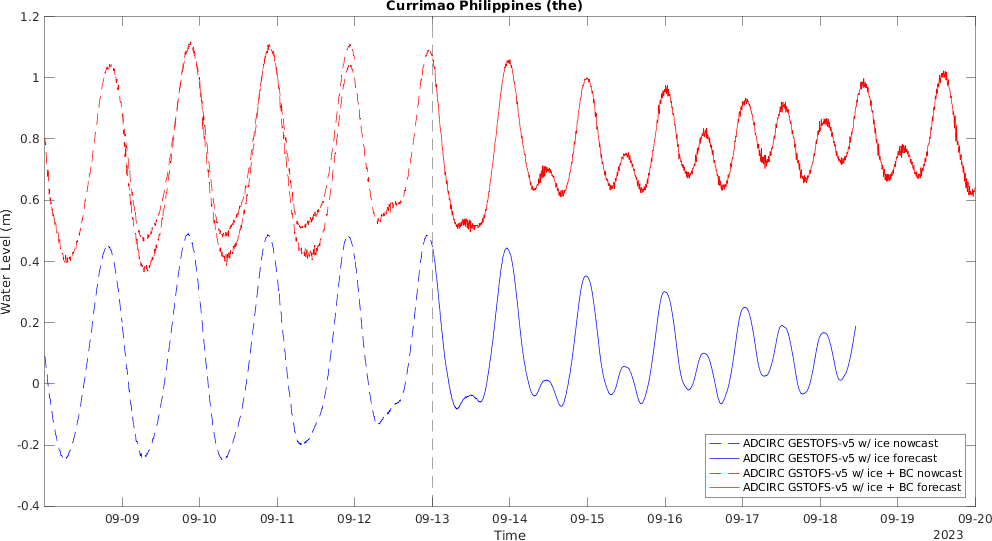 Currimao Philippines (the)
Water Level (m)
1.2
1
0.8
0.6
0.4
0.2
0
-0.2
-0.4
ADCIRC GESTOFS-v5 w/ ice nowcast
ADCIRC GESTOFS-v5 w/ ice forecast
ADCIRC GSTOFS-v5 w/ ice + BC nowcast
ADCIRC GSTOFS-v5 w/ ice + BC forecast
09-09 09-10 09-11 09-12 09-13 09-14 09-15 09-16 09-17 09-18 09-19 09-20
Time
2023